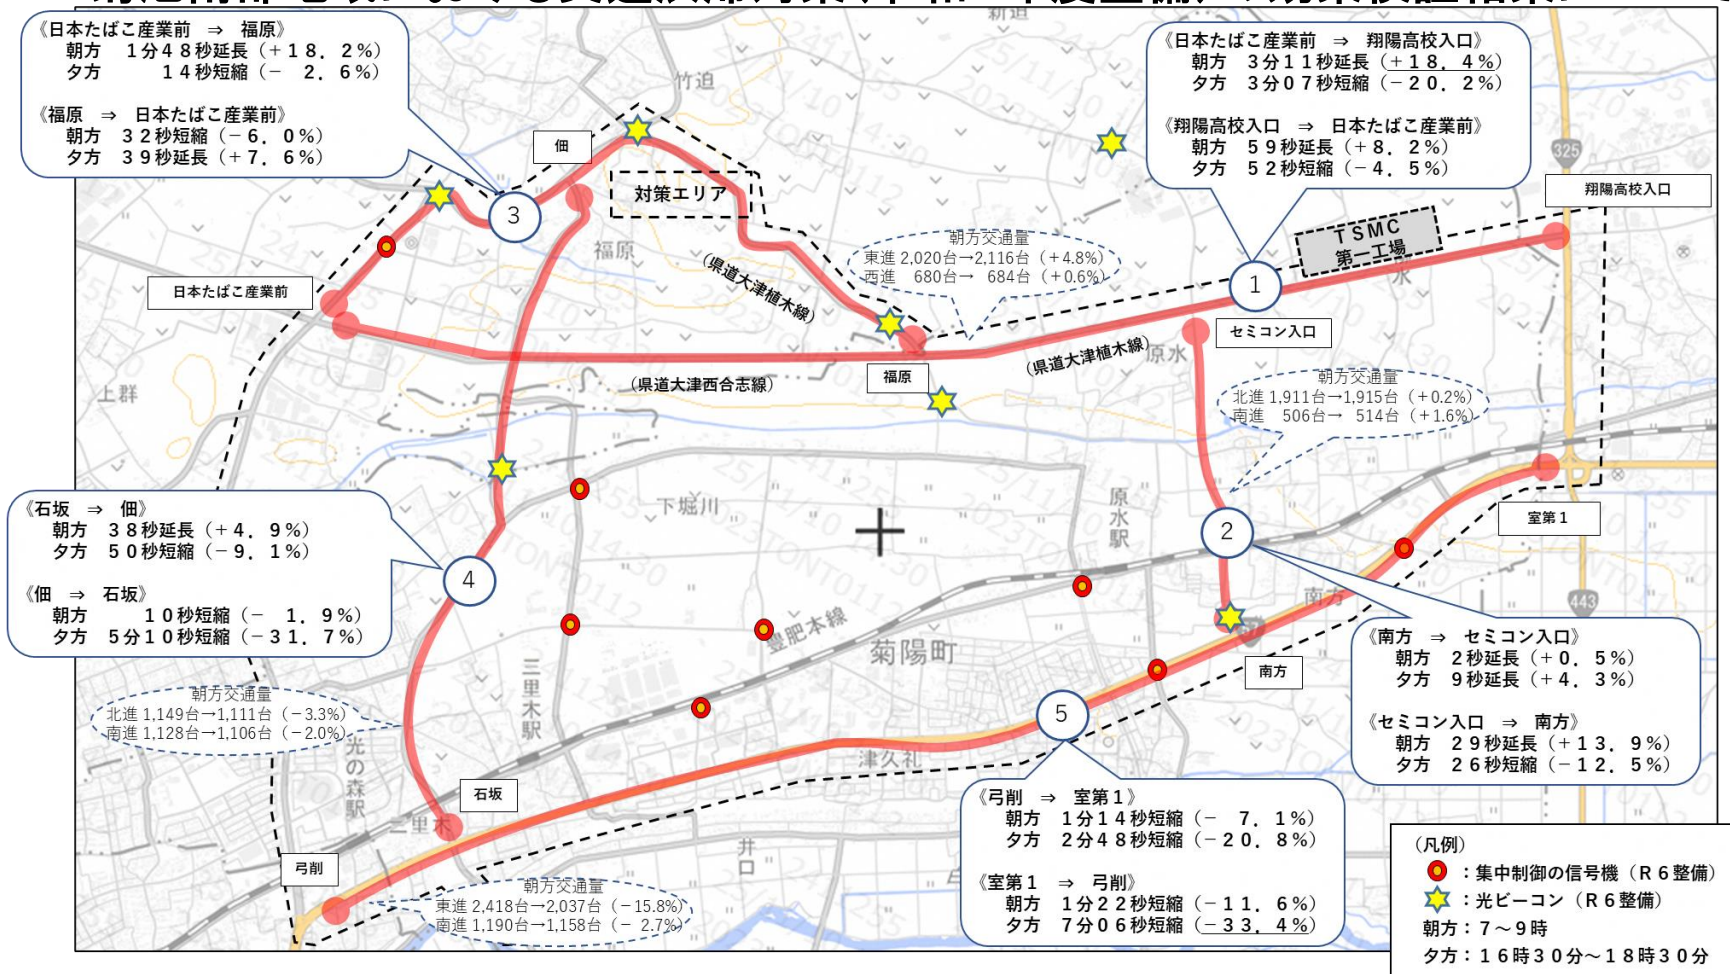 《日本たばこ産業前　⇒　福原》
朝方　１分４８秒延長（＋１８．２％）
夕方　　　１４秒短縮（－　２．６％）
《福原　⇒　日本たばこ産業前》
朝方　３２秒短縮（－６．０％）
夕方　３９秒延長（＋７．６％）
《日本たばこ産業前　⇒　翔陽高校入口》
朝方　３分１１秒延長（＋１８．４％）
夕方　３分０７秒短縮（－２０．２％）
《翔陽高校入口　⇒　日本たばこ産業前》
朝方　５９秒延長（＋８．２％）
夕方　５２秒短縮（－４．５％）
新迫
竹迫
佃
対策エリア
325
翔陽高校入口
3
福原
朝方交通量
東進 2,020台→2,116台（＋4.8%）
西進　680台→　684台（＋0.6%）
ＴＳＭＣ
第一工場
水
1
日本たばこ産業前
（県道大津植木線）
セミコン入口
（県道大津植木線）
原水
上群
（県道大津西合志線）
福原
朝方交通量
北進 1,911台→1,915台（＋0.2%）
南進　506台→　514台（＋1.6%）
下堀川
原水駅
室第１
2
《石坂　⇒　佃》
朝方　３８秒延長（＋４．９％）
夕方　５０秒短縮（－９．１％）
《佃　⇒　石坂》
朝方　　　１０秒短縮（－　１．９％）
夕方　５分１０秒短縮（－３１．７％）
4
443
南方
豊肥本線
菊陽町
三里木駅
南方
《南方　⇒　セミコン入口》
朝方　２秒延長（＋０．５％）
夕方　９秒延長（＋４．３％）
《セミコン入口　⇒　南方》
朝方　２９秒延長（＋１３．９％）
夕方　２６秒短縮（－１２．５％）
朝方交通量
北進 1,149台→1,111台（－3.3%）
南進 1,128台→1,106台（－2.0%）
光の森駅
5
津久礼
石坂
三里木
井口
弓削
《弓削　⇒　室第１》
朝方　１分１４秒短縮（－　７．１％）
夕方　２分４８秒短縮（－２０．８％）
《室第１　⇒　弓削》
朝方　１分２２秒短縮（－１１．６％）
夕方　７分０６秒短縮（－３３．４％）
朝方交通量
東進 2,418台→2,037台（－15.8%）
南進 1,190台→1,158台（－ 2.7%）
（凡例）
：集中制御の信号機（Ｒ６整備）
：光ビーコン（Ｒ６整備）
朝方：７～９時
夕方：１６時３０分～１８時３０分